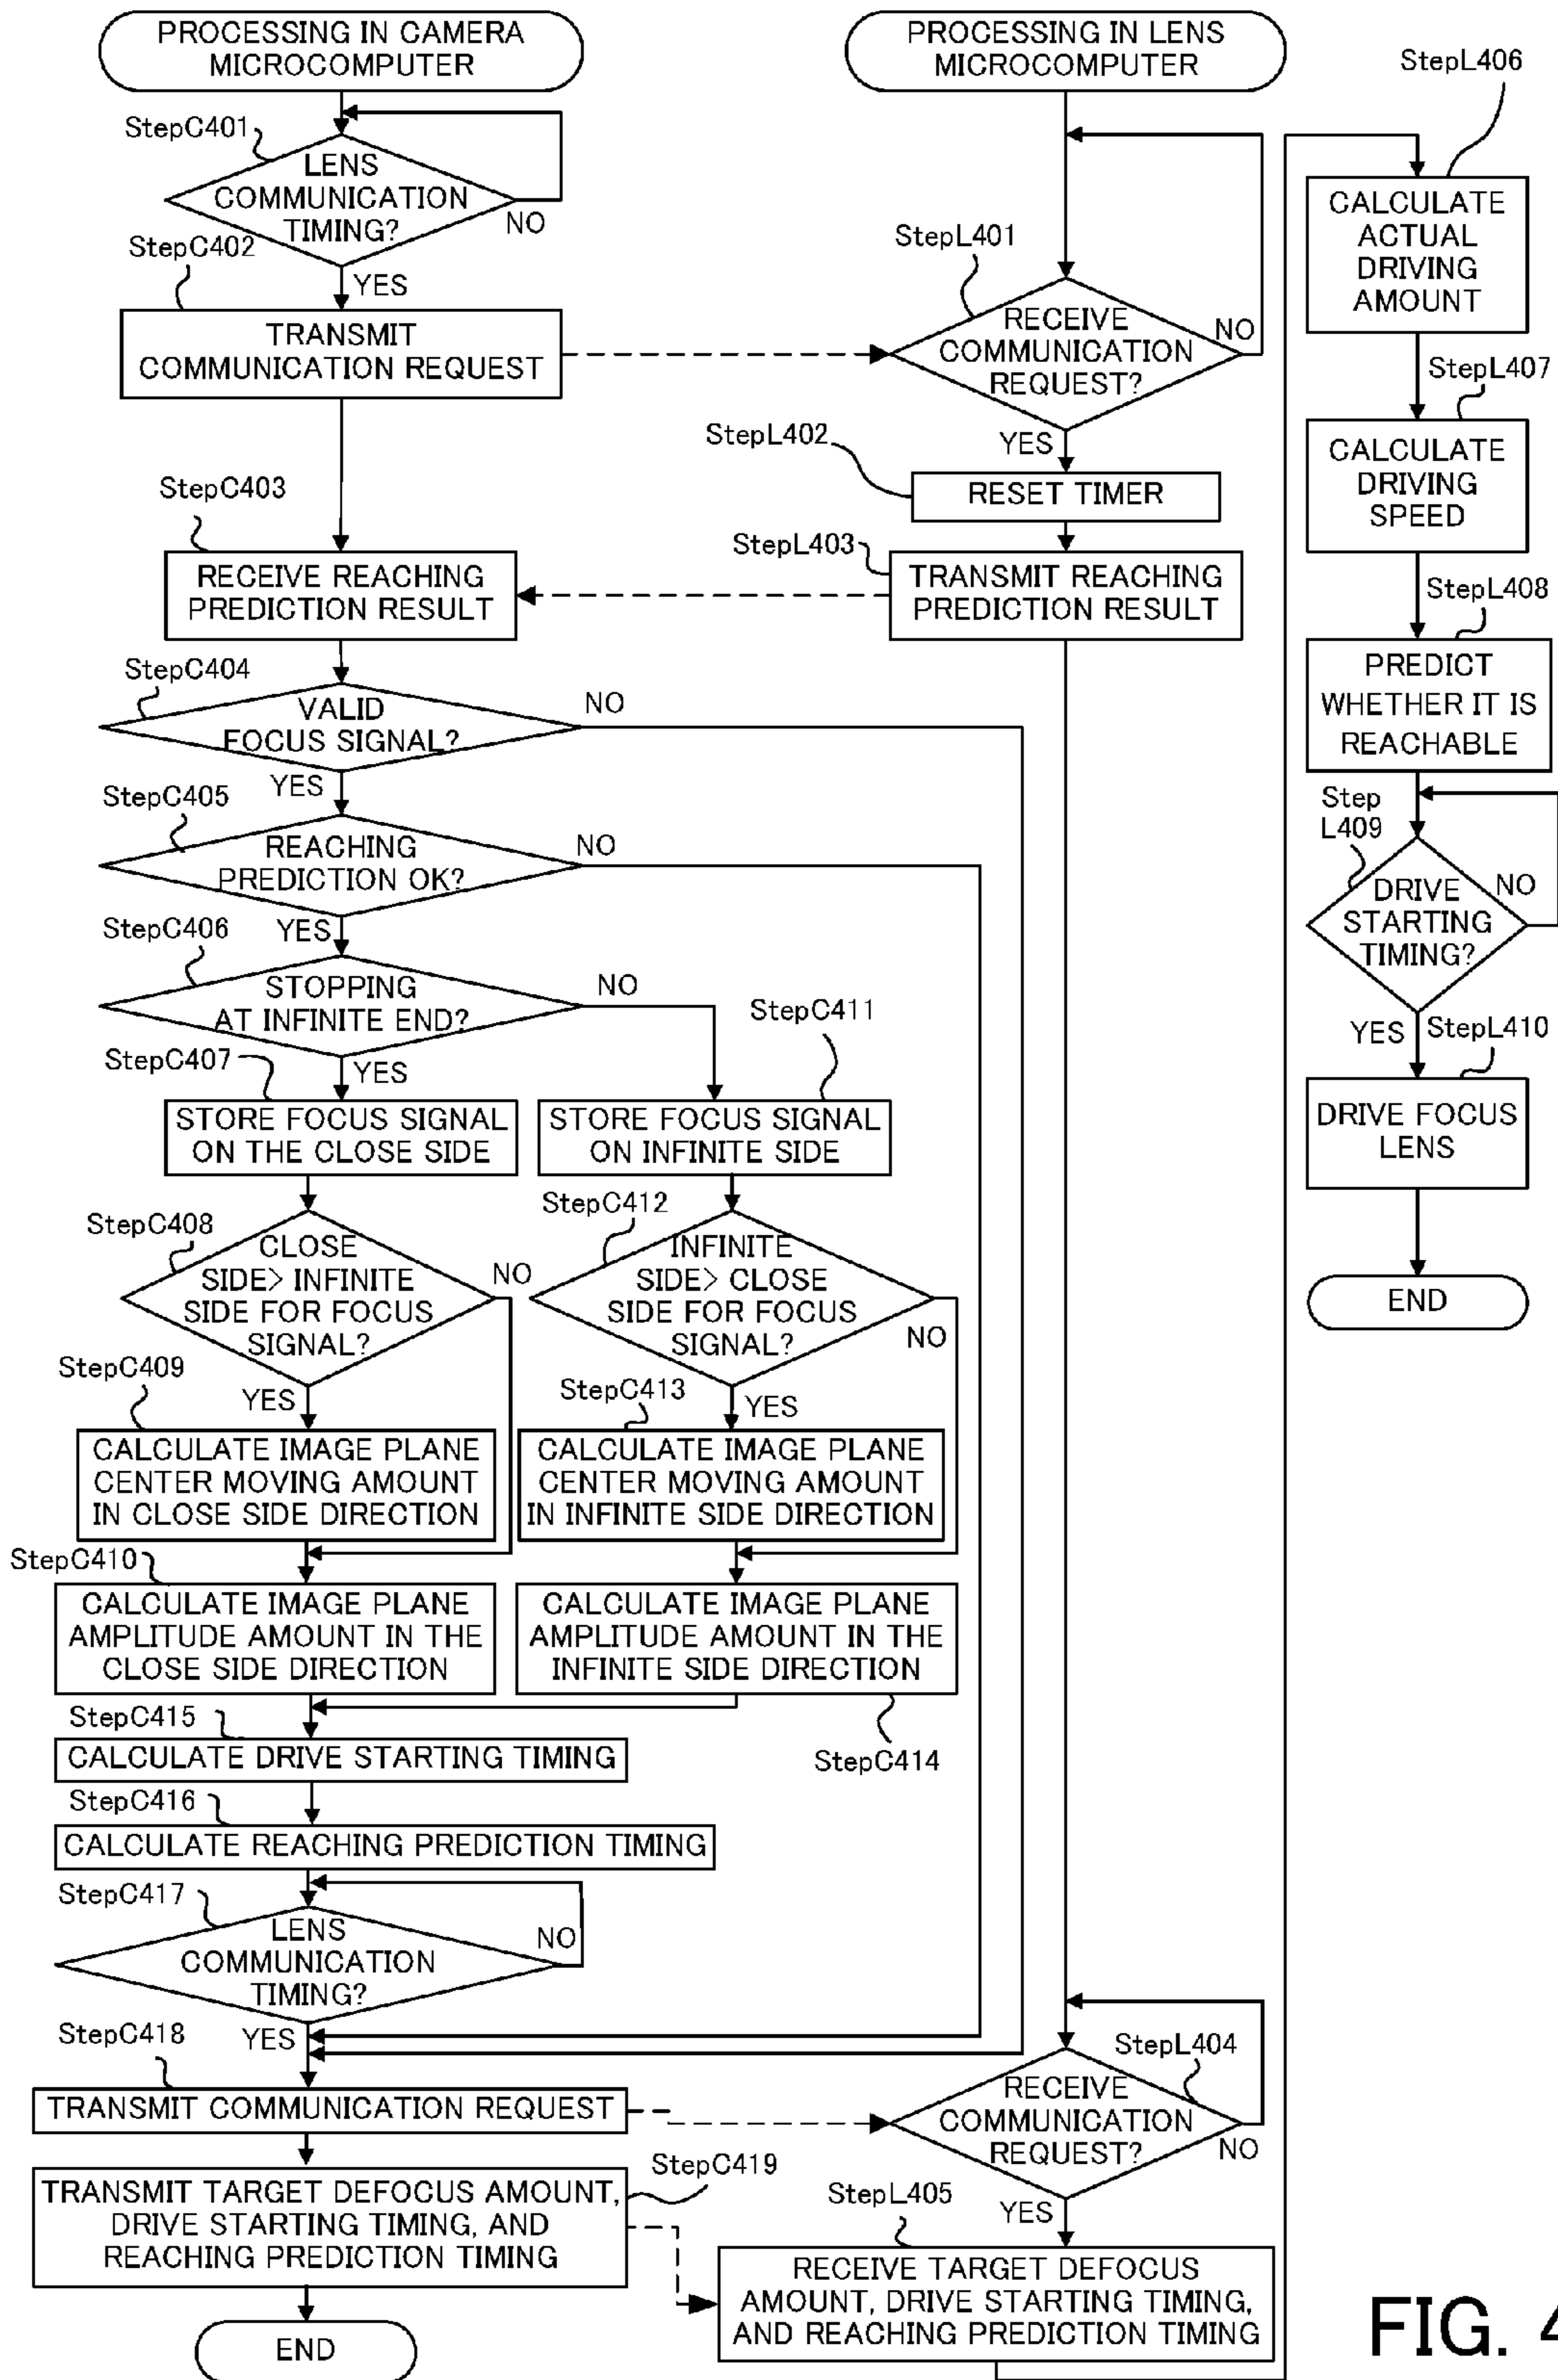 PROCESSING IN CAMERA
MICROCOMPUTER
StepC401
LENS
COMMUNICATION
TIMING?
NO
StepC402
YES
TRANSMIT
COMMUNICATION REQUEST
StepC403
RECEIVE REACHING
PREDICTION RESULT
StepC404
VALID
FOCUS SIGNAL?
NO
YES
StepC405
REACHING
PREDICTION OK?
NO
YES
StepC406
STOPPING
AT INFINITE END?
NO
StepC407
YES
STORE FOCUS SIGNAL
ON THE CLOSE SIDE
StepC408
CLOSE
SIDE> INFINITE
SIDE FOR FOCUS
SIGNAL?
NO
StepC409
YES
CALCULATE IMAGE PLANE
CENTER MOVING AMOUNT
IN CLOSE SIDE DIRECTION
StepC410
CALCULATE IMAGE PLANE
AMPLITUDE AMOUNT IN THE
CLOSE SIDE DIRECTION
StepC411
STORE FOCUS SIGNAL
ON INFINITE SIDE
StepC412
INFINITE
SIDE> CLOSE
SIDE FOR FOCUS
SIGNAL?
NO
StepC413
YES
CALCULATE IMAGE PLANE
CENTER MOVING AMOUNT
IN INFINITE SIDE DIRECTION
CALCULATE IMAGE PLANE
AMPLITUDE AMOUNT IN THE
INFINITE SIDE DIRECTION
StepC414
StepC415
CALCULATE DRIVE STARTING TIMING
StepC416
CALCULATE REACHING PREDICTION TIMING
StepC417
LENS
COMMUNICATION
TIMING?
NO
StepC418
YES
TRANSMIT COMMUNICATION REQUEST
StepC419
TRANSMIT TARGET DEFOCUS AMOUNT,
DRIVE STARTING TIMING, AND
REACHING PREDICTION TIMING
END
PROCESSING IN LENS
MICROCOMPUTER
StepL401
RECEIVE
COMMUNICATION
REQUEST?
NO
StepL402
YES
RESET TIMER
StepL403
TRANSMIT REACHING
PREDICTION RESULT
StepL404
RECEIVE
COMMUNICATION
REQUEST?
NO
StepL405
YES
RECEIVE TARGET DEFOCUS
AMOUNT, DRIVE STARTING TIMING,
AND REACHING PREDICTION TIMING
StepL406
CALCULATE
ACTUAL
DRIVING
AMOUNT
StepL407
CALCULATE
DRIVING
SPEED
StepL408
PREDICT
WHETHER IT IS
REACHABLE
Step
L409
DRIVE
STARTING
TIMING?
NO
YES
StepL410
DRIVE FOCUS
LENS
END
FIG. 4